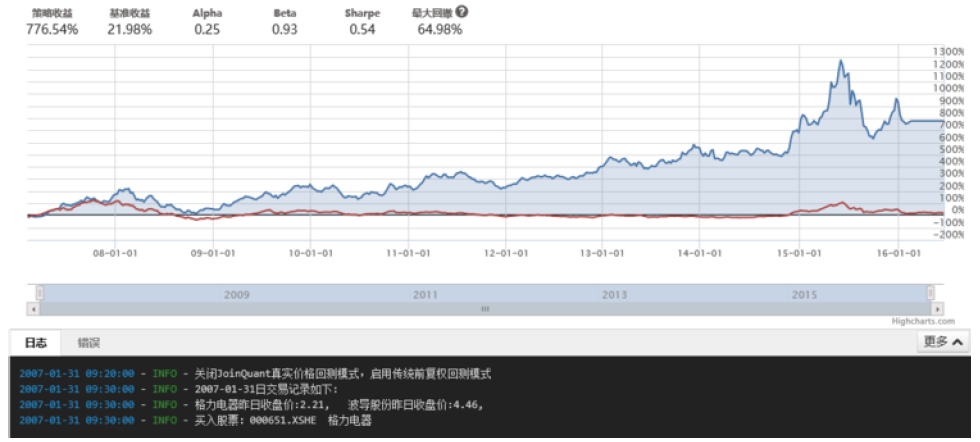 策略收益 基准收益 Alpha Beta Sharpe 最大回撤 ?
776.54% 21.98% 0.25 0.93 0.54 64.98%
1300%
1200%
1100%
1000%
900%
800%
700%
600%
500%
400%
300%
200%
100%
0%
-100%
-200%
08-01-01 09-01-01 10-01-01 11-01-01 12-01-01 13-01-01 14-01-01 15-01-01 16-01-01
2009 2011 2013 2015
Highcharts.com
日志 错误 更多
2007-01-31 09:20:00 - INFO - 关闭JoinQuant真实价格回测模式，启用传统前复权回测模式
2007-01-31 09:30:00 - INFO - 2007-01-31日交易记录如下:
2007-01-31 09:30:00 - INFO - 格力电器昨日收盘价:2.21, 波导股份昨日收盘价:4.46,
2007-01-31 09:30:00 - INFO - 买入股票: 000651.XSHE 格力电器